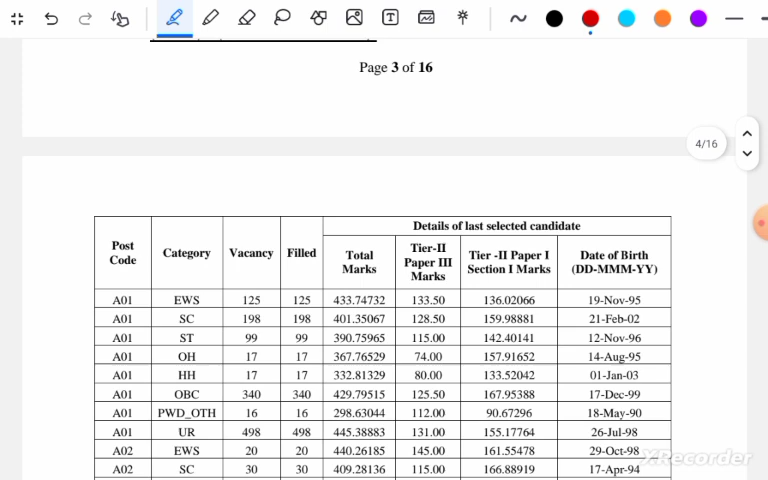 Page 3 of 16
4/16
Details of last selected candidate
Post Code Category Vacancy Filled Total Marks Tier-II Paper III Marks Tier -II Paper I Section I Marks Date of Birth (DD-MMM-YY)
A01 EWS 125 125 433.74732 133.50 136.02066 19-Nov-95
A01 SC 198 198 401.35067 128.50 159.98881 21-Feb-02
A01 ST 99 99 390.75965 115.00 142.40141 12-Nov-96
A01 OH 17 17 367.76529 74.00 157.91652 14-Aug-95
A01 HH 17 17 332.81329 80.00 133.52042 01-Jan-03
A01 OBC 340 340 429.79515 125.50 167.95388 17-Dec-99
A01 PWD_OTH 16 16 298.63044 112.00 90.67296 18-May-90
A01 UR 498 498 445.38883 131.00 155.17764 26-Jul-98
A02 EWS 20 20 440.26185 145.00 161.55478 29-Oct-98
A02 SC 30 30 409.28136 115.00 166.88919 17-Apr-94
XRecorder